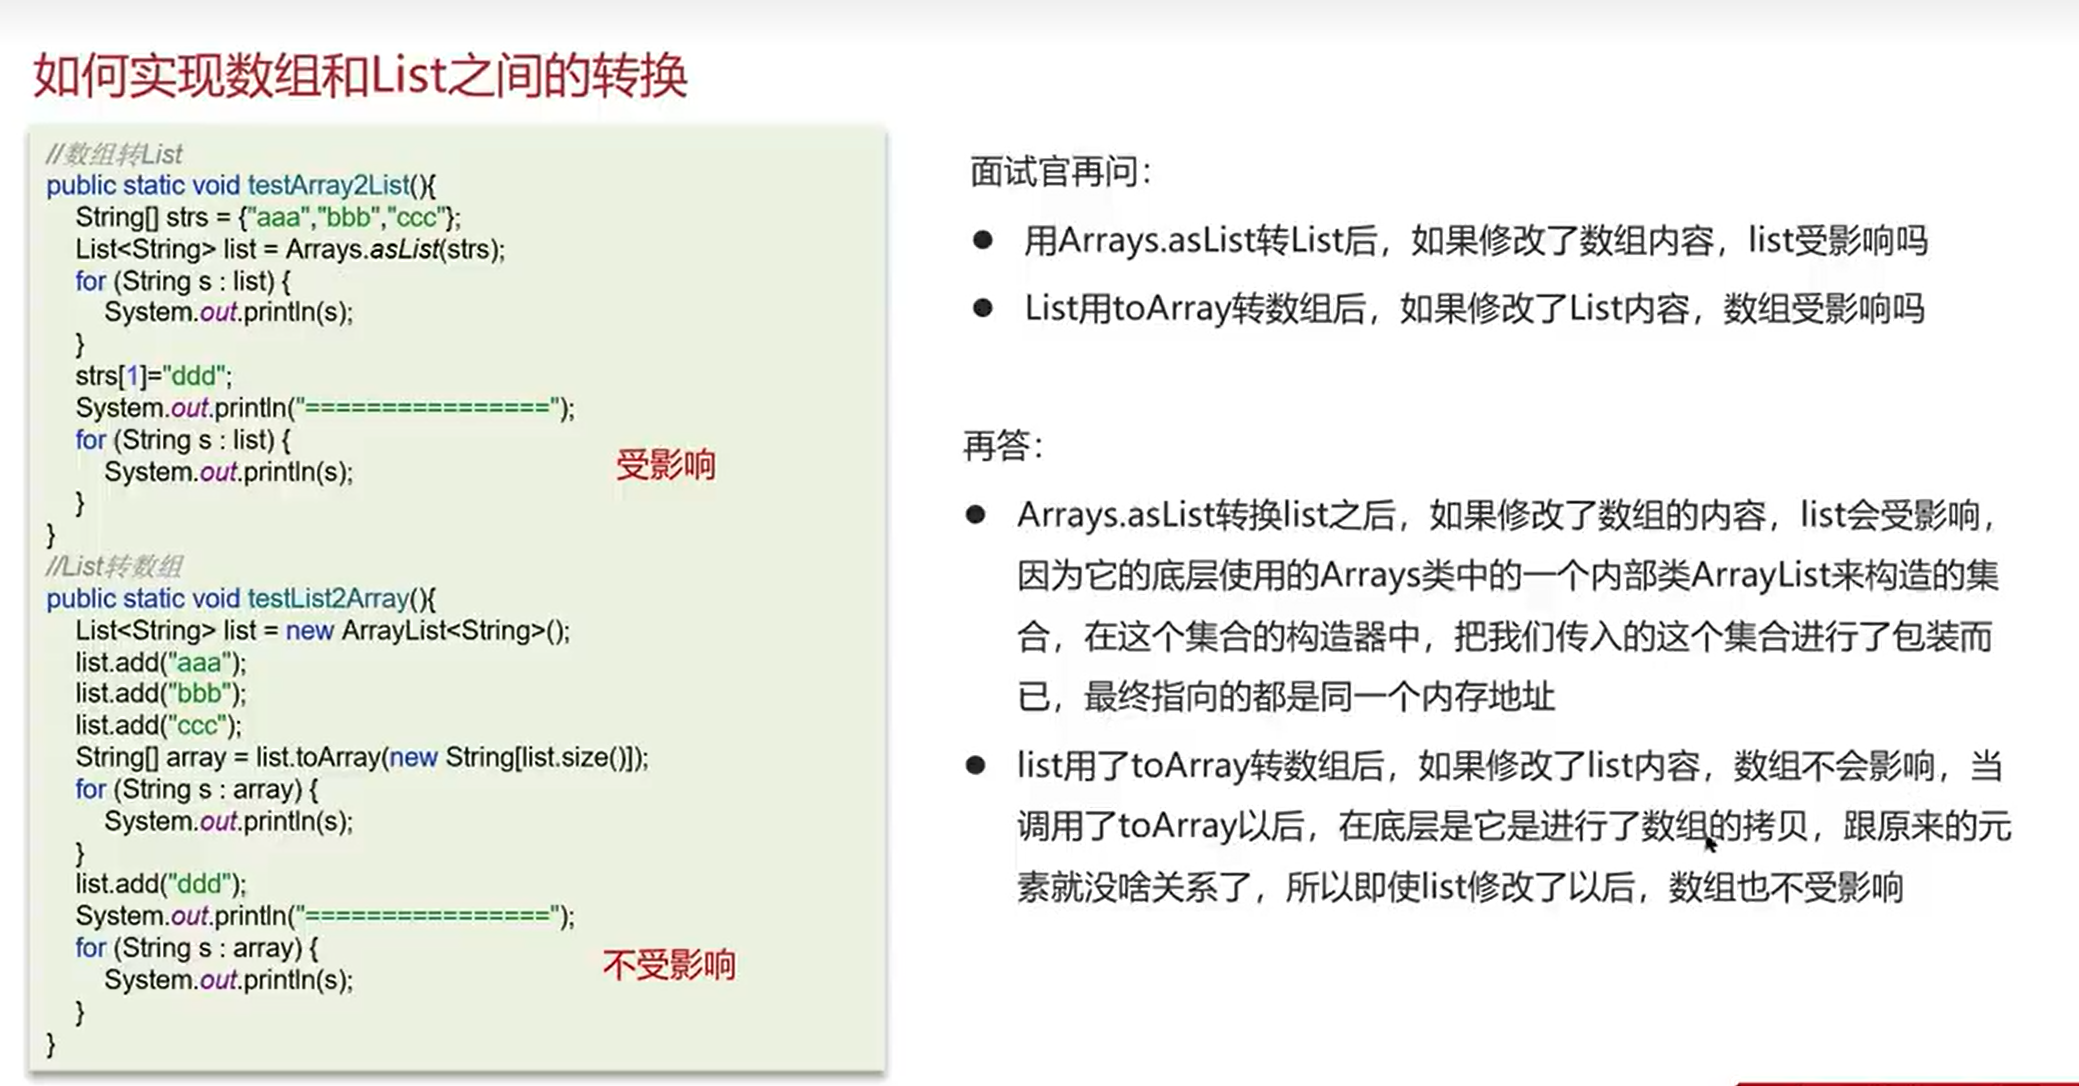 如何实现数组和List之间的转换
//数组转List
public static void testArray2List(){
String[] strs = {"aaa","bbb","ccc"};
List<String> list = Arrays.asList(strs);
for (String s : list) {
System.out.println(s);
}
strs[1]="ddd";
System.out.println("================");
for (String s : list) {
System.out.println(s);
}
}
受影响
//List转数组
public static void testList2Array(){
List<String> list = new ArrayList<String>();
list.add("aaa");
list.add("bbb");
list.add("ccc");
String[] array = list.toArray(new String[list.size()]);
for (String s : array) {
System.out.println(s);
}
list.add("ddd");
System.out.println("================");
for (String s : array) {
System.out.println(s);
}
}
不受影响
面试官再问：
● 用Arrays.asList转List后，如果修改了数组内容，list受影响吗
● List用toArray转数组后，如果修改了List内容，数组受影响吗
再答：
● Arrays.asList转换list之后，如果修改了数组的内容，list会受影响，
因为它的底层使用的Arrays类中的一个内部类ArrayList来构造的集
合，在这个集合的构造器中，把我们传入的这个集合进行了包装而
已，最终指向的都是同一个内存地址
● list用了toArray转数组后，如果修改了list内容，数组不会影响，当
调用了toArray以后，在底层是它是进行了数组的拷贝，跟原来的元
素就没啥关系了，所以即使list修改了以后，数组也不受影响